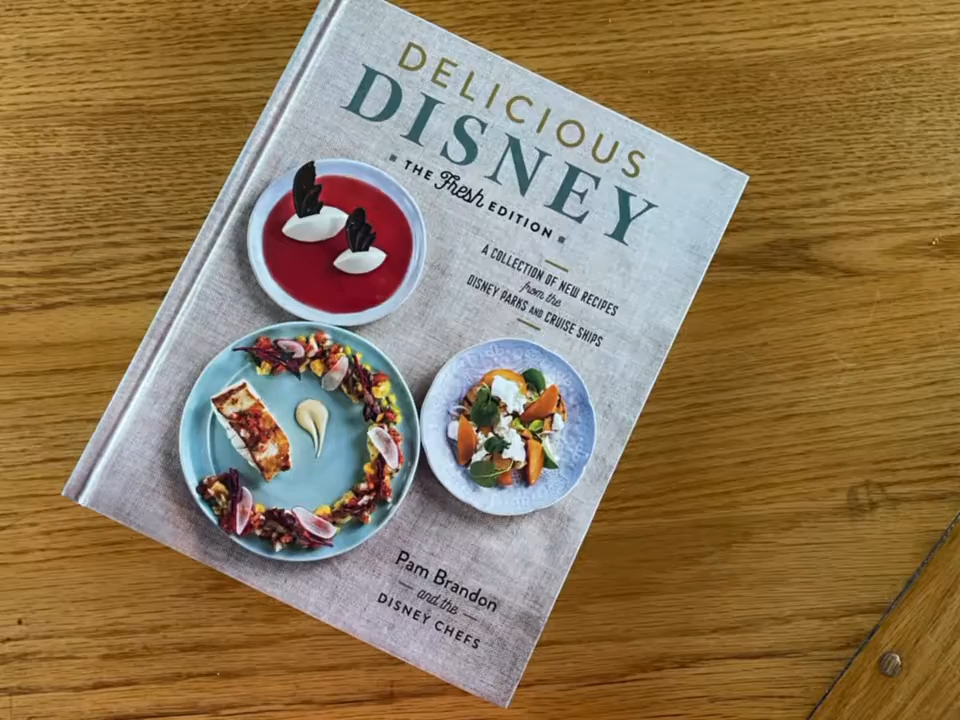 DELICIOUS
DISNEY
THE Fresh EDITION
A COLLECTION OF NEW RECIPES
from the
DISNEY PARKS AND CRUISE SHIPS
Pam Brandon
and the
DISNEY CHEFS